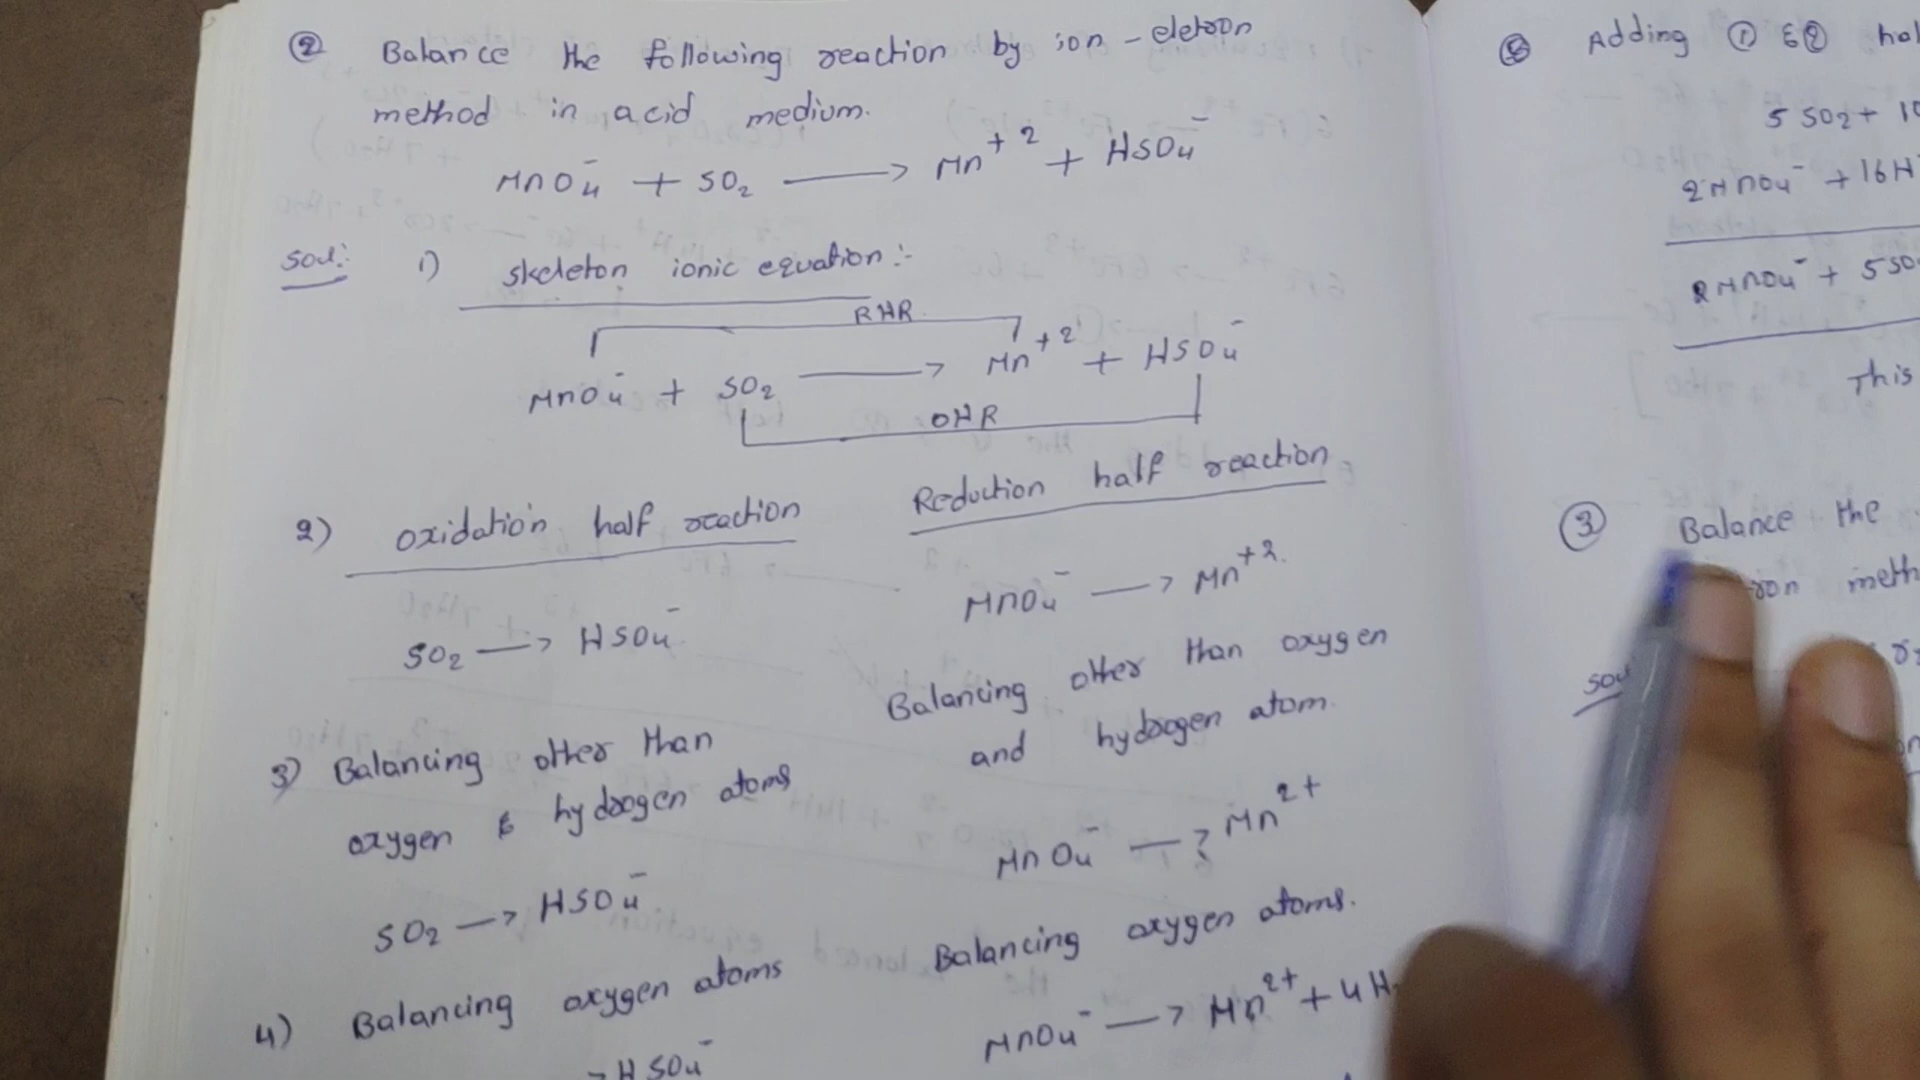 ② Balance the following reaction by ion-eletron
method in acid medium.
MnO₄⁻ + SO₂ ⟶ Mn⁺² + HSO₄⁻
Sol: 1) skeleton ionic equation :-
RHR
MnO₄⁻ + SO₂ ⟶ Mn⁺² + HSO₄⁻
OHR
2) oxidation half reaction
SO₂ ⟶ HSO₄⁻
3) Balancing other than
oxygen & hydrogen atoms
SO₂ ⟶ HSO₄⁻
4) Balancing oxygen atoms
HSO₄⁻
Reduction half reaction.
MnO₄⁻ ⟶ Mn⁺².
Balancing other than oxygen
and hydrogen atom.
MnO₄⁻ ⟶ Mn²⁺
Balancing oxygen atoms.
MnO₄⁻ ⟶ Mn²⁺ + 4H
Adding ① & ②
5 SO₂ +
2MnO₄⁻ + 16H
2MnO₄⁻ + 5 SO
This
③ Balance the
Sol